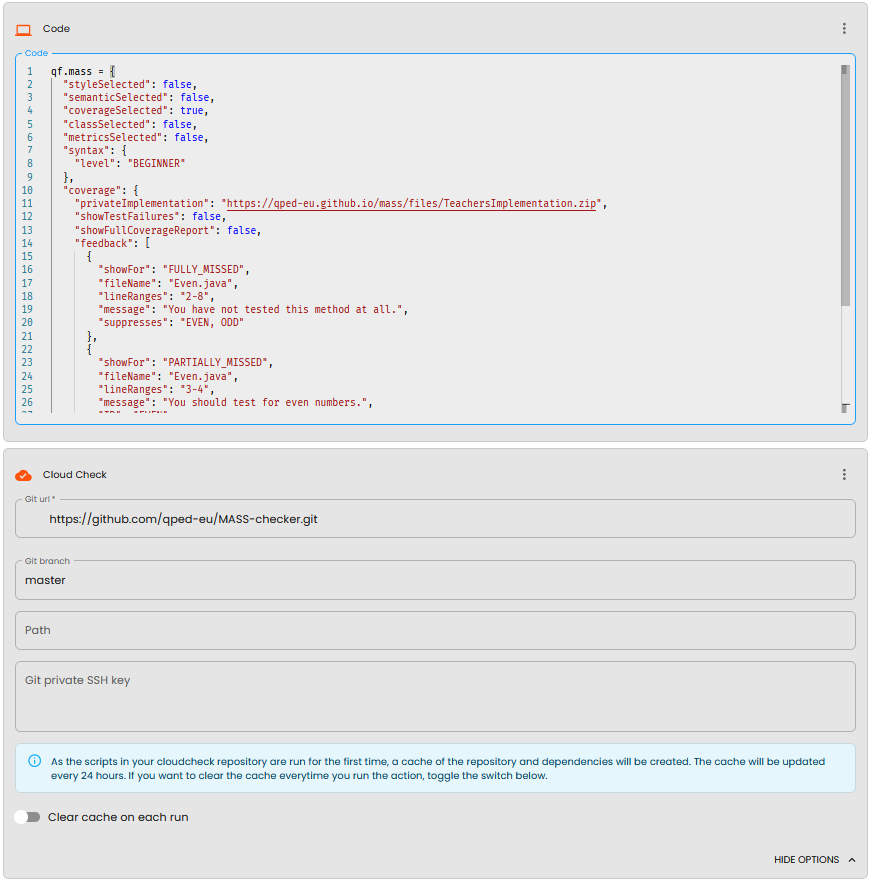 Code
Code
1 qf.mass = {
2 "styleSelected": false,
3 "semanticSelected": false,
4 "coverageSelected": true,
5 "classSelected": false,
6 "metricsSelected": false,
7 "syntax": {
8 "level": "BEGINNER"
9 },
10 "coverage": {
11 "privateImplementation": "https://qped-eu.github.io/mass/files/TeachersImplementation.zip",
12 "showTestFailures": false,
13 "showFullCoverageReport": false,
14 "feedback": [
15 {
16 "showFor": "FULLY_MISSED",
17 "fileName": "Even.java",
18 "lineRanges": "2-8",
19 "message": "You have not tested this method at all.",
20 "suppresses": "EVEN, ODD"
21 },
22 {
23 "showFor": "PARTIALLY_MISSED",
24 "fileName": "Even.java",
25 "lineRanges": "3-4",
26 "message": "You should test for even numbers.",
Cloud Check
Git url *
https://github.com/qped-eu/MASS-checker.git
Git branch
master
Path
Git private SSH key
As the scripts in your cloudcheck repository are run for the first time, a cache of the repository and dependencies will be created. The cache will be updated
every 24 hours. If you want to clear the cache everytime you run the action, toggle the switch below.
Clear cache on each run
HIDE OPTIONS